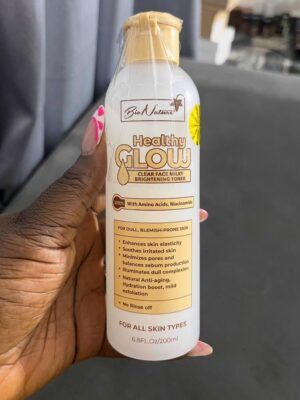 BioNature
Healthy
GLOW
CLEAR FACE MILKY
BRIGHTENING TONER
With Amino Acids, Niacinamide
FOR DULL, BLEMISH-PRONE SKIN
• Enhances skin elasticity
• Soothes irritated skin
• Minimizes pores and
balances sebum production
• Illuminates dull complexion
• Natural Anti-aging,
Hydration boost, mild
exfoliation
• No Rinse off
FOR ALL SKIN TYPES
6.8FL.Oz/200ml